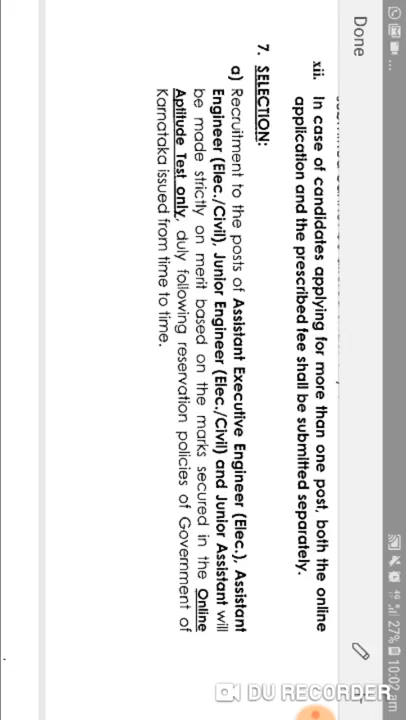 27% 10:02 am
Done
xii. In case of candidates applying for more than one post, both the online
application and the prescribed fee shall be submitted separately.
7. SELECTION:
a) Recruitment to the posts of Assistant Executive Engineer (Elec.), Assistant
Engineer (Elec./Civil), Junior Engineer (Elec./Civil) and Junior Assistant will
be made strictly on merit based on the marks secured in the Online
Aptitude Test only, duly following reservation policies of Government of
Karnataka issued from time to time.
DU RECORDER